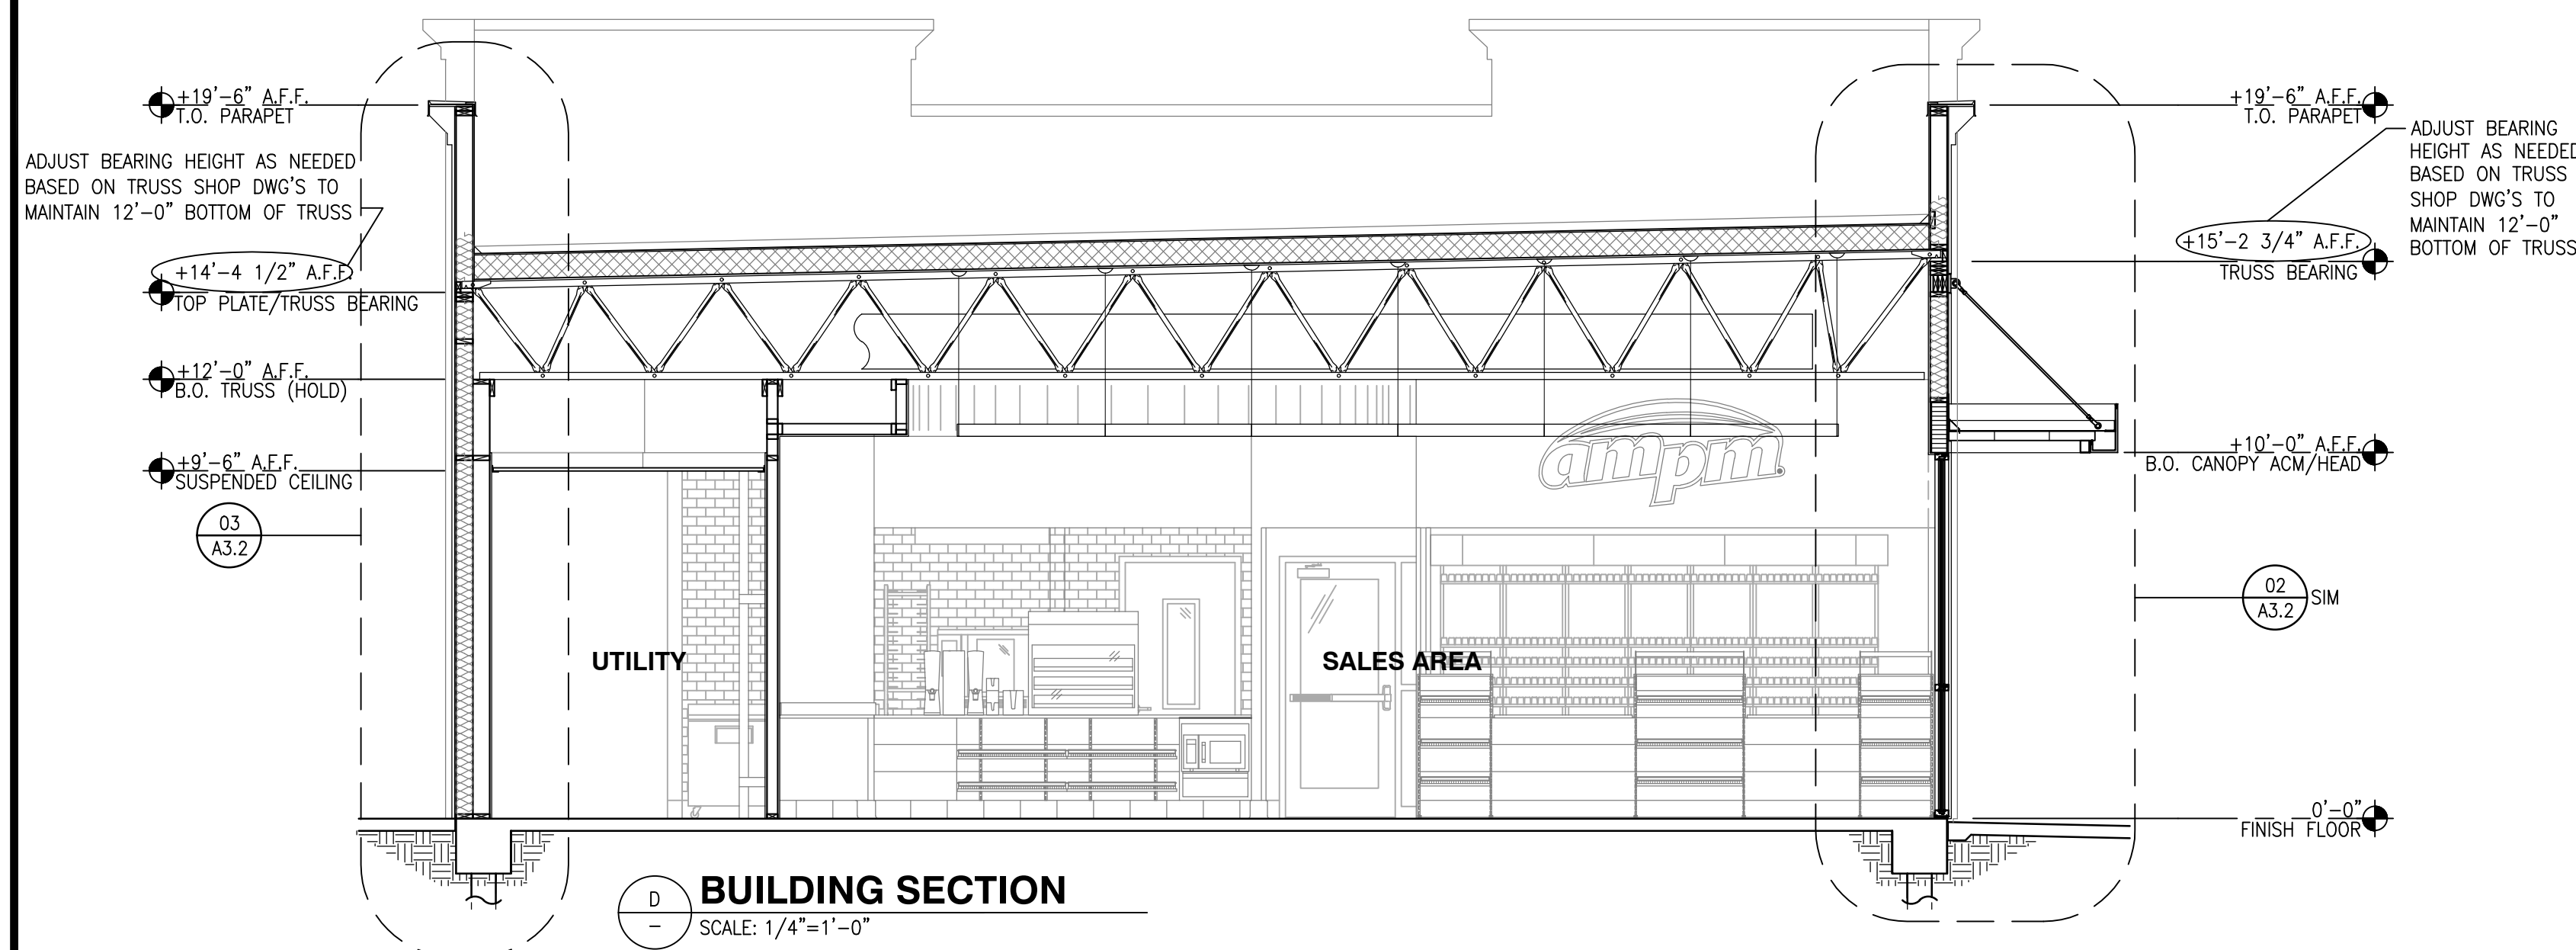 +19'-6" A.F.F.
T.O. PARAPET
ADJUST BEARING HEIGHT AS NEEDED
BASED ON TRUSS SHOP DWG'S TO
MAINTAIN 12'-0" BOTTOM OF TRUSS
+14'-4 1/2" A.F.F.
TOP PLATE/TRUSS BEARING
+12'-0" A.F.F.
B.O. TRUSS (HOLD)
+9'-6" A.F.F.
SUSPENDED CEILING
03
A3.2
UTILITY
SALES AREA
ampm
+19'-6" A.F.F.
T.O. PARAPET
ADJUST BEARING
HEIGHT AS NEEDED
BASED ON TRUSS
SHOP DWG'S TO
MAINTAIN 12'-0"
BOTTOM OF TRUSS
+15'-2 3/4" A.F.F.
TRUSS BEARING
+10'-0" A.F.F.
B.O. CANOPY ACM/HEAD
02
A3.2
SIM
0'-0"
FINISH FLOOR
D
-
BUILDING SECTION
SCALE: 1/4"=1'-0"